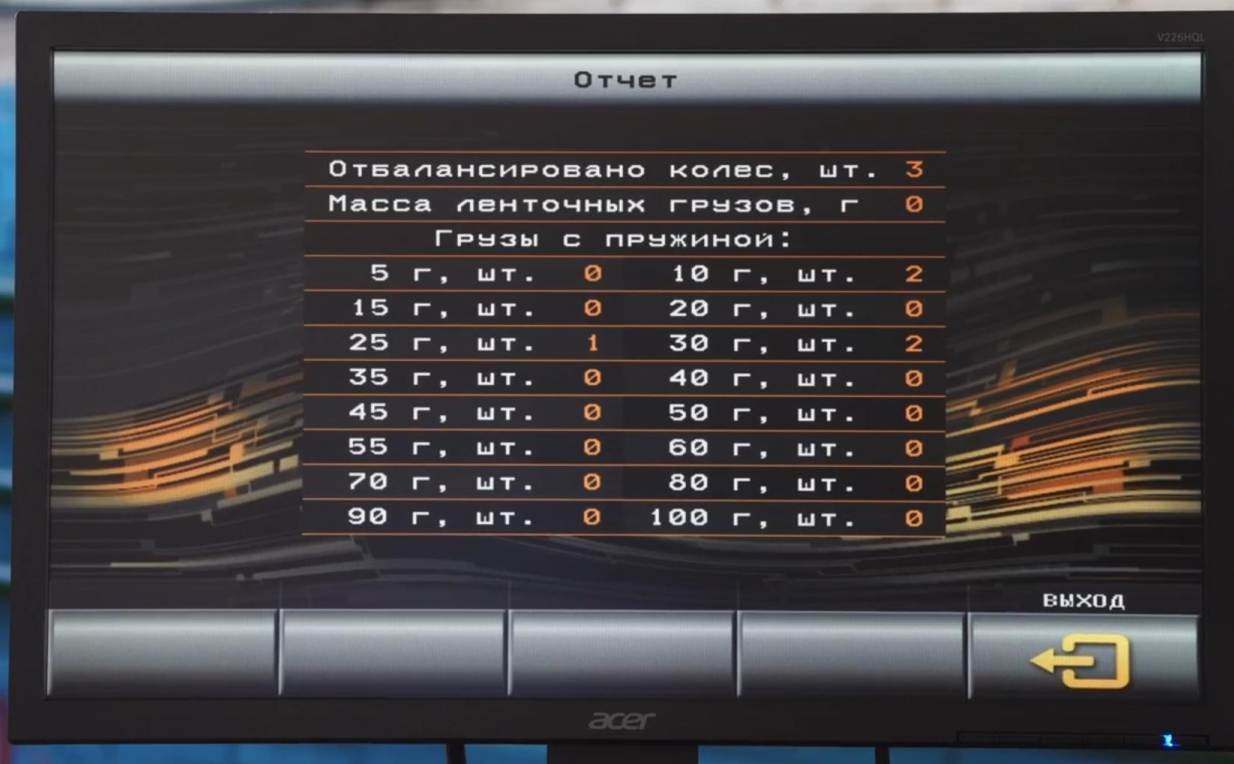 V226HQL
Отчет
Отбалансировано колес, шт. 3
Масса ленточных грузов, г 0
Грузы с пружиной:
5 г, шт. 0 10 г, шт. 2
15 г, шт. 0 20 г, шт. 0
25 г, шт. 1 30 г, шт. 2
35 г, шт. 0 40 г, шт. 0
45 г, шт. 0 50 г, шт. 0
55 г, шт. 0 60 г, шт. 0
70 г, шт. 0 80 г, шт. 0
90 г, шт. 0 100 г, шт. 0
ВЫХОД
acer